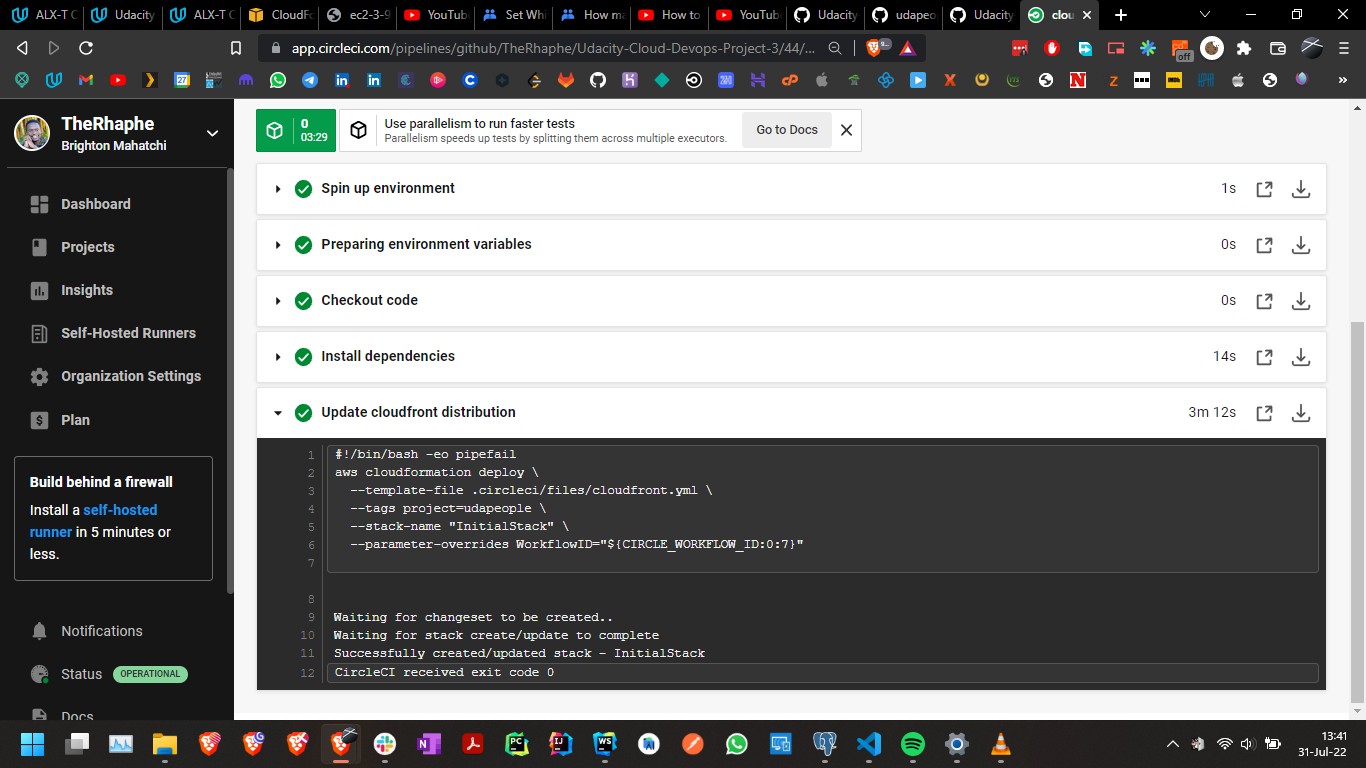 ALX-T C
Udacity
ALX-T C
CloudFo
ec2-3-9
YouTub
Set Whi
How ma
How to
YouTub
Udacity
udapeo
Udacity
clou
app.circleci.com/pipelines/github/TheRhaphe/Udacity-Cloud-Devops-Project-3/44/...
off
TheRhaphe
Brighton Mahatchi
Dashboard
Projects
Insights
Self-Hosted Runners
Organization Settings
Plan
Build behind a firewall
Install a self-hosted
runner in 5 minutes or
less.
Notifications
Status OPERATIONAL
Docs
0
03:29
Use parallelism to run faster tests
Parallelism speeds up tests by splitting them across multiple executors.
Go to Docs
Spin up environment 1s
Preparing environment variables 0s
Checkout code 0s
Install dependencies 14s
Update cloudfront distribution 3m 12s
1 #!/bin/bash -eo pipefail
2 aws cloudformation deploy \
3 --template-file .circleci/files/cloudfront.yml \
4 --tags project=udapeople \
5 --stack-name "InitialStack" \
6 --parameter-overrides WorkflowID="${CIRCLE_WORKFLOW_ID:0:7}"
7
8
9 Waiting for changeset to be created..
10 Waiting for stack create/update to complete
11 Successfully created/updated stack - InitialStack
12 CircleCI received exit code 0
13:41
31-Jul-22